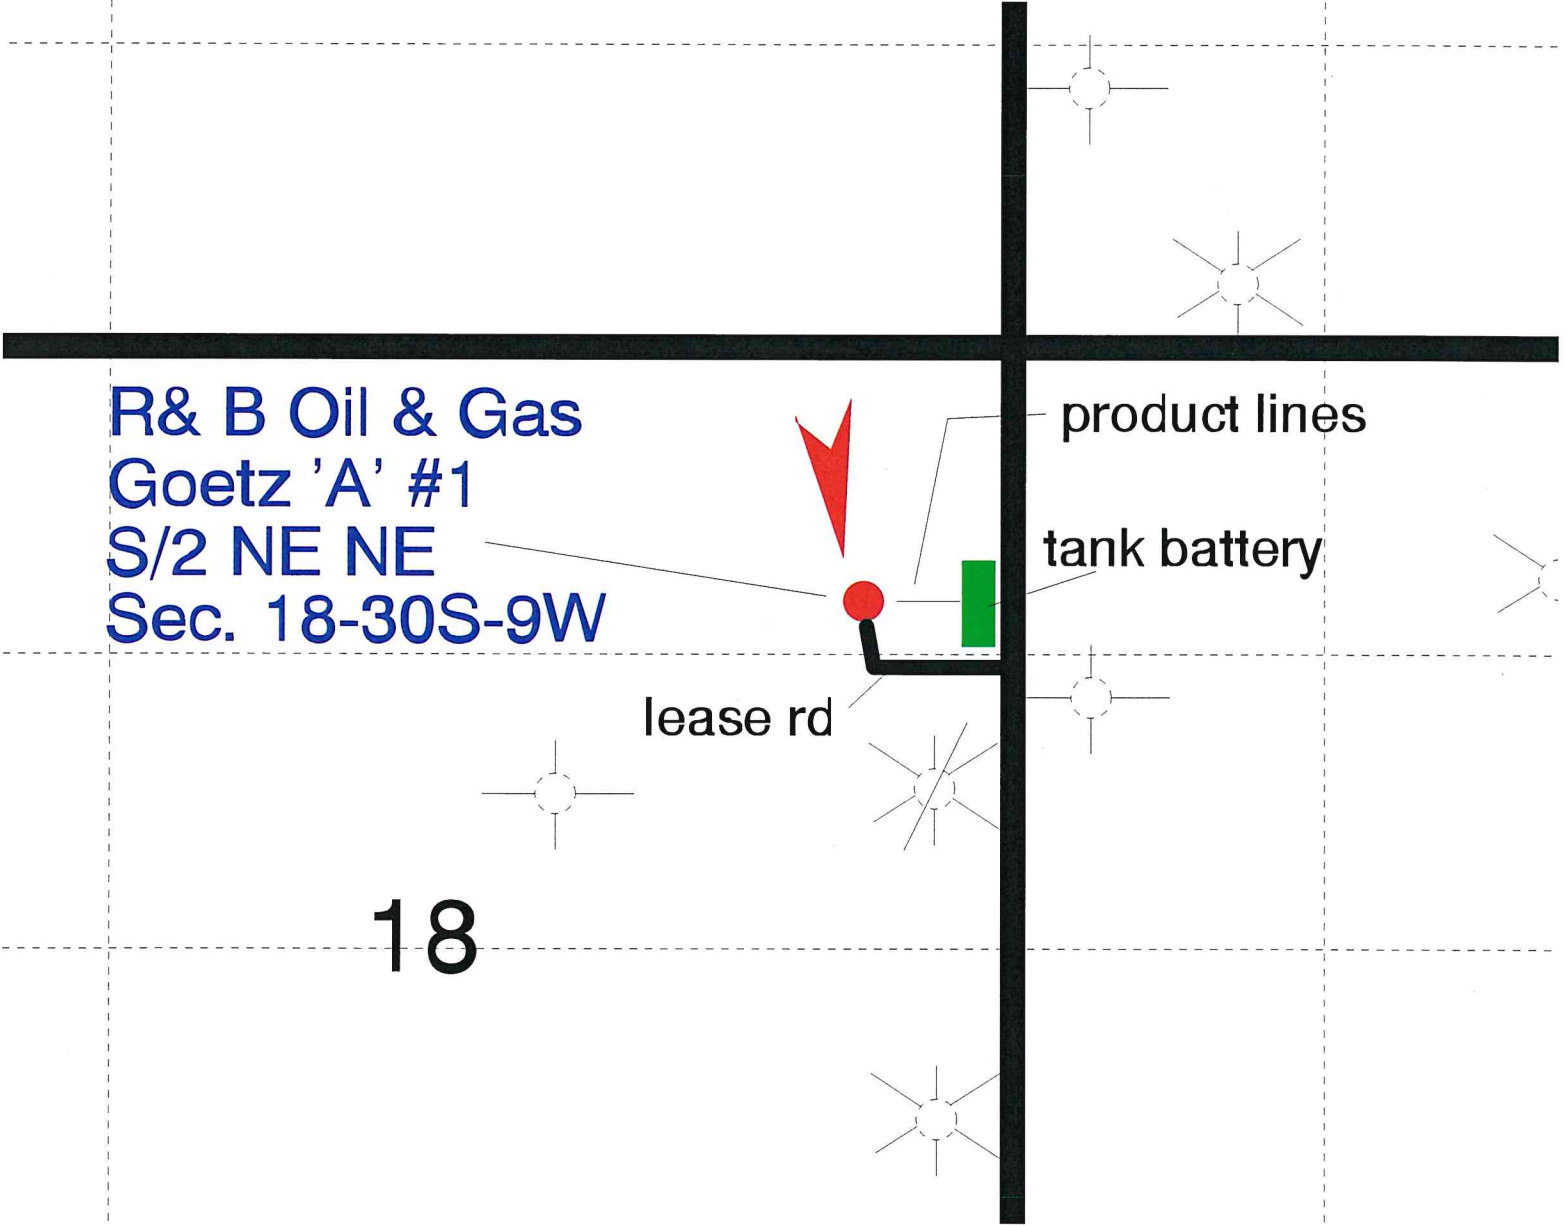 R& B Oil & Gas
Goetz 'A' #1
S/2 NE NE
Sec. 18-30S-9W
product lines
tank battery
lease rd
18